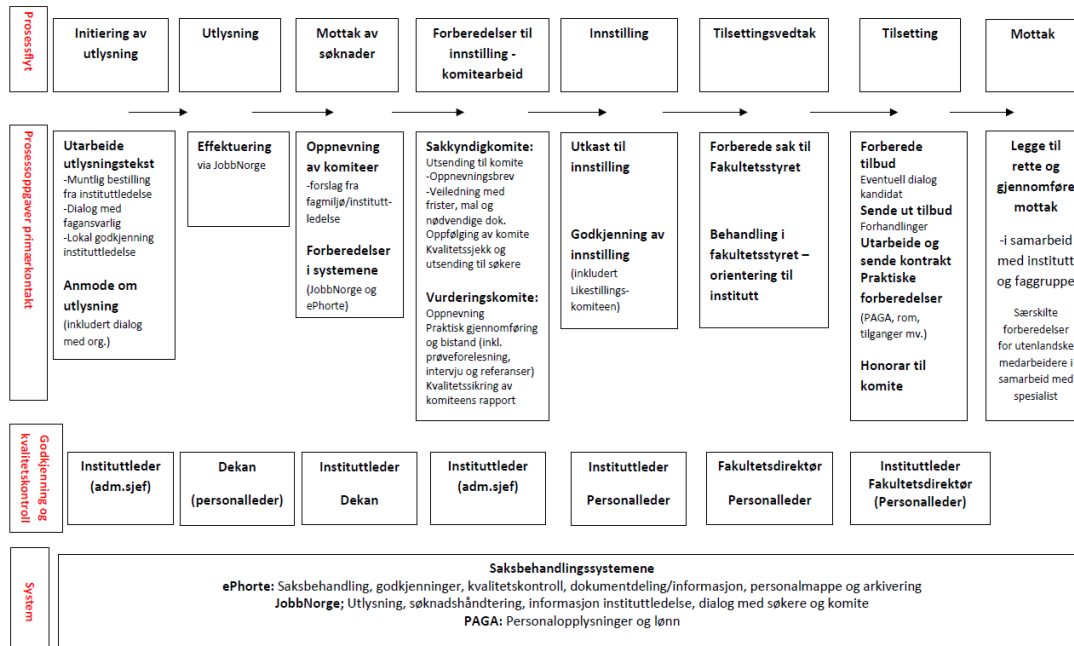 Prosessflyt
Initiering av
utlysning
Utlysning
Mottak av
søknader
Forberedelser til
innstilling -
komitearbeid
Innstilling
Tilsettingsvedtak
Tilsetting
Mottak
Prosessoppgaver primærkontakt
Utarbeide
utlysningstekst
-Muntlig bestilling
fra instituttledelse
-Dialog med
fagansvarlig
-Lokal godkjenning
instituttledelse
Anmode om
utlysning
(inkludert dialog
med org.)
Effektuering
via JobbNorge
Oppnevning
av komiteer
-forslag fra
fagmiljø/institutt-
ledelse
Forberedelser
i systemene
(JobbNorge og
ePhorte)
Sakkyndigkomite:
Utsending til komite
-Oppnevningsbrev
-Veiledning med
frister, mal og
nødvendige dok.
Oppfølging av komite
Kvalitetssjekk og
utsending til søkere
Vurderingskomite:
Oppnevning
Praktisk gjennomføring
og bistand (inkl.
prøveforelesning,
intervju og referanser)
Kvalitetssikring av
komiteens rapport
Utkast til
innstilling
Godkjenning av
innstilling
(inkludert
Likestillings-
komiteen)
Forberede sak til
Fakultetsstyret
Behandling i
fakultetsstyret –
orientering til
institutt
Forberede
tilbud
Eventuell dialog
kandidat
Sende ut tilbud
Forhandlinger
Utarbeide og
sende kontrakt
Praktiske
forberedelser
(PAGA, rom,
tilganger mv.)
Honorar til
komite
Legge til
rette og
gjennomføre
mottak
-i samarbeid
med institutt
og faggruppe
Særskilte
forberedelser
for utenlandske
medarbeidere i
samarbeid med
spesialist
Godkjenning og
kvalitetskontroll
Instituttleder
(adm.sjef)
Dekan
(personalleder)
Instituttleder
Dekan
Instituttleder
(adm.sjef)
Instituttleder
Personalleder
Fakultetsdirektør
Personalleder
Instituttleder
Fakultetsdirektør
(Personalleder)
System
Saksbehandlingssystemene
ePhorte: Saksbehandling, godkjenninger, kvalitetskontroll, dokumentdeling/informasjon, personalmappe og arkivering
JobbNorge; Utlysning, søknadshåndtering, informasjon instituttledelse, dialog med søkere og komite
PAGA: Personalopplysninger og lønn